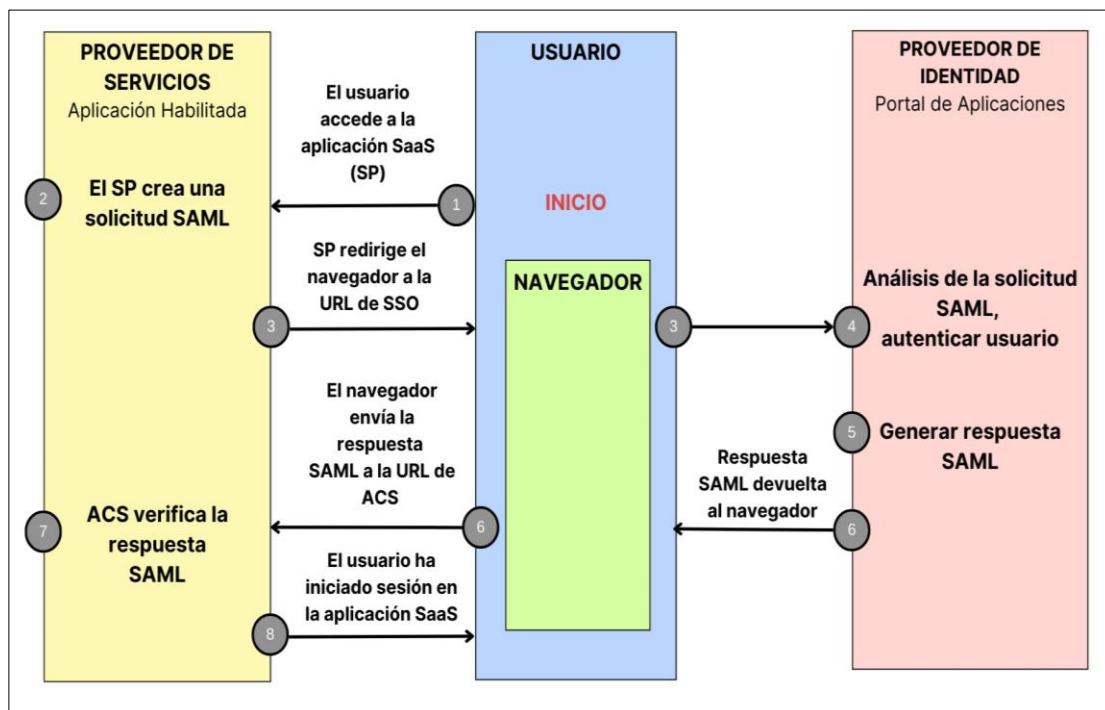 PROVEEDOR DE
SERVICIOS
Aplicación Habilitada
El usuario
accede a la
aplicación SaaS
(SP)
USUARIO
PROVEEDOR DE
IDENTIDAD
Portal de Aplicaciones
2
El SP crea una
solicitud SAML
1
INICIO
SP redirige el
navegador a la
URL de SSO
3
NAVEGADOR
3
4
Análisis de la solicitud
SAML,
autenticar usuario
El navegador
envía la
respuesta
SAML a la URL de
ACS
5
Generar respuesta
SAML
Respuesta
SAML devuelta
al navegador
6
6
7
ACS verifica la
respuesta
SAML
El usuario ha
iniciado sesión en
la aplicación SaaS
8